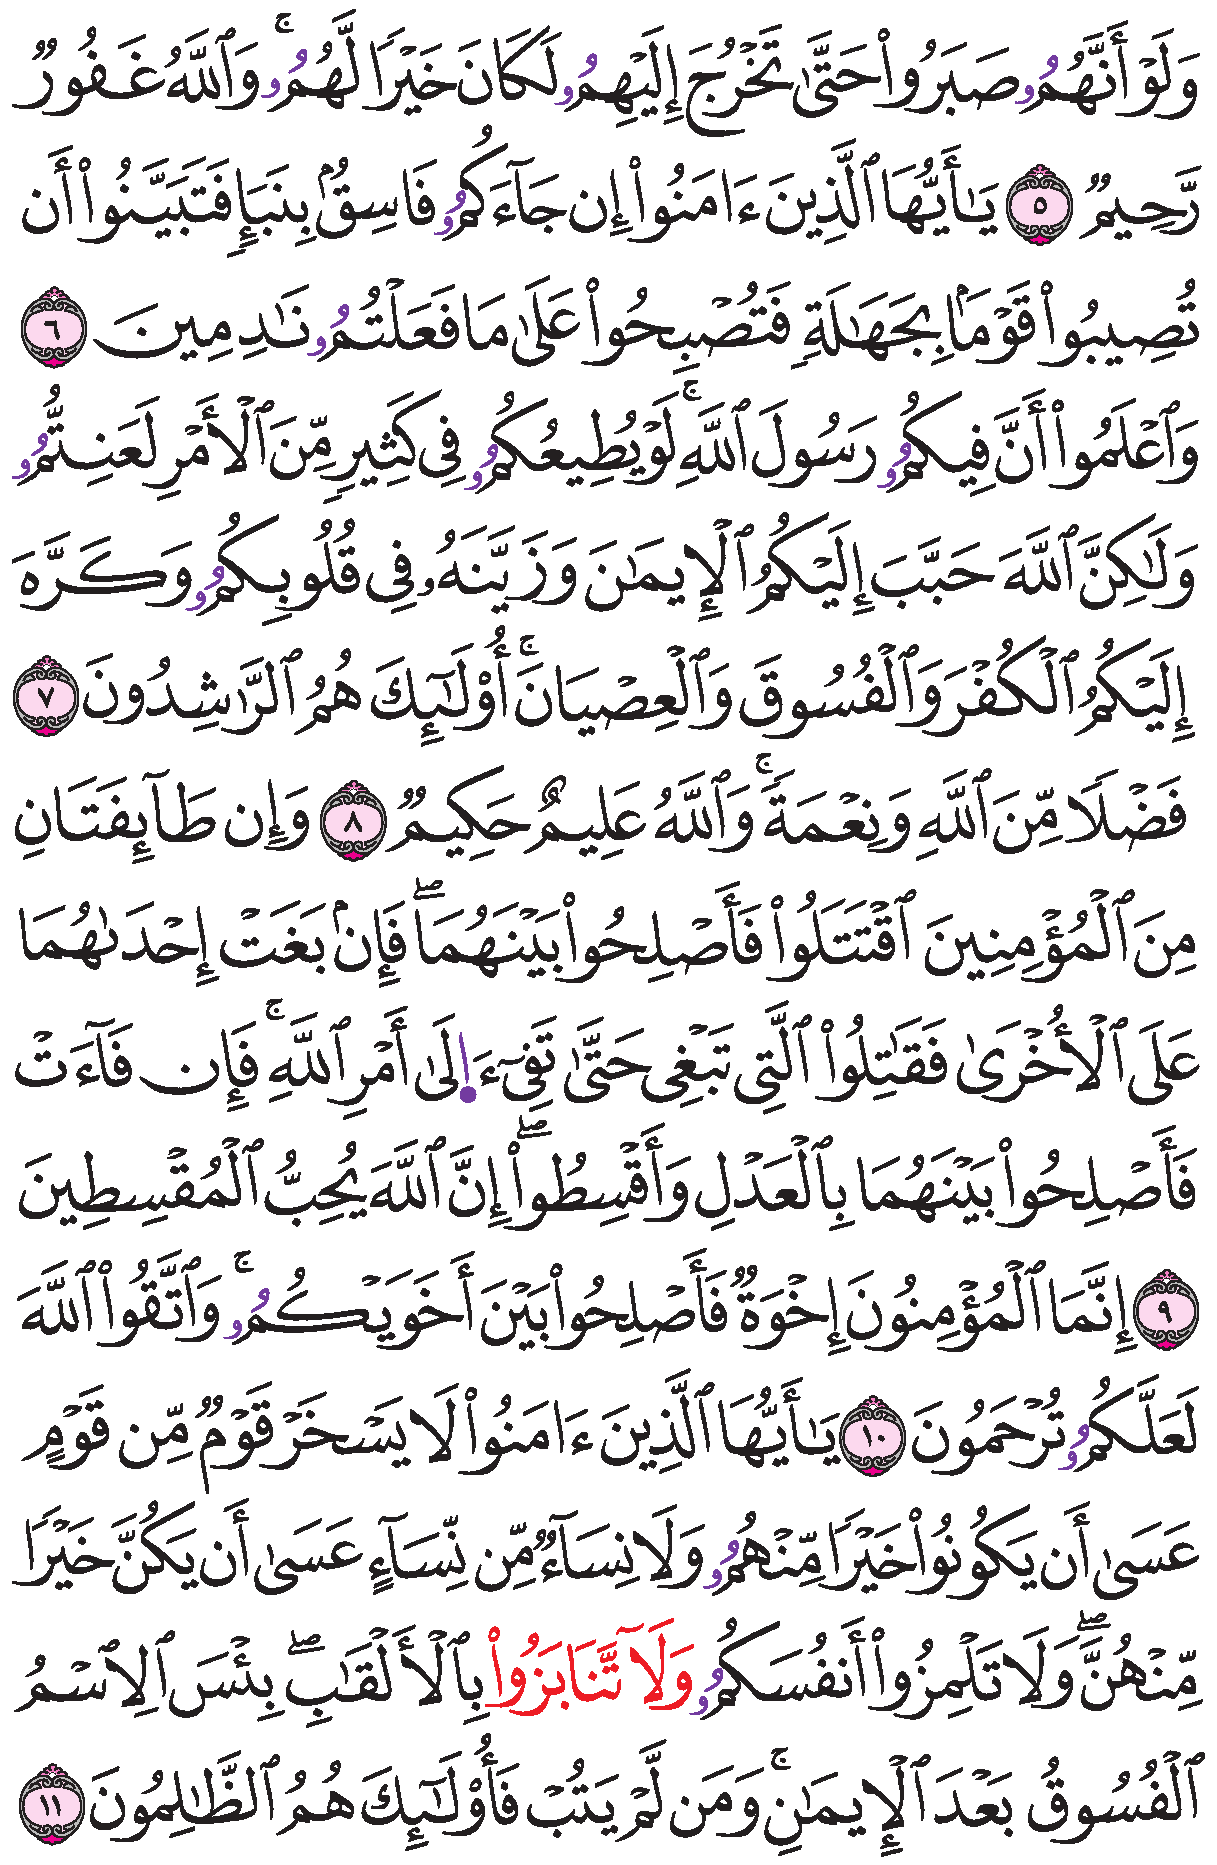 وَلَوْ أَنَّهُمُۥ صَبَرُوا۟ حَتَّىٰ تَخْرُجَ إِلَيْهِمُۥ لَكَانَ خَيْرًا لَّهُمُۥ ۚ وَٱللَّهُ غَفُورٌ
رَّحِيمٌ ٥ يَـٰٓأَيُّهَا ٱلَّذِينَ ءَامَنُوا۟ إِن جَآءَكُمُۥ فَاسِقٌۢ بِنَبَإٍ فَتَبَيَّنُوا۟ أَن
تُصِيبُوا۟ قَوْمًۢا بِجَهَـٰلَةٍ فَتُصْبِحُوا۟ عَلَىٰ مَا فَعَلْتُمُۥ نَـٰدِمِينَ ٦
وَٱعْلَمُوا۟ أَنَّ فِيكُمُۥ رَسُولَ ٱللَّهِ ۚ لَوْ يُطِيعُكُمُۥ فِى كَثِيرٍ مِّنَ ٱلْأَمْرِ لَعَنِتُّمُۥ
وَلَـٰكِنَّ ٱللَّهَ حَبَّبَ إِلَيْكُمُ ٱلْإِيمَـٰنَ وَزَيَّنَهُۥ فِى قُلُوبِكُمُۥ وَكَرَّهَ
إِلَيْكُمُ ٱلْكُفْرَ وَٱلْفُسُوقَ وَٱلْعِصْيَانَ ۚ أُو۟لَـٰٓئِكَ هُمُ ٱلرَّٰشِدُونَ ٧
فَضْلًا مِّنَ ٱللَّهِ وَنِعْمَةً ۚ وَٱللَّهُ عَلِيمٌ حَكِيمٌ ٨ وَإِن طَآئِفَتَانِ
مِنَ ٱلْمُؤْمِنِينَ ٱقْتَتَلُوا۟ فَأَصْلِحُوا۟ بَيْنَهُمَا ۖ فَإِنۢ بَغَتْ إِحْدَىٰهُمَا
عَلَى ٱلْأُخْرَىٰ فَقَـٰتِلُوا۟ ٱلَّتِى تَبْغِى حَتَّىٰ تَفِىٓءَ اِلَىٰٓ أَمْرِ ٱللَّهِ ۚ فَإِن فَآءَتْ
فَأَصْلِحُوا۟ بَيْنَهُمَا بِٱلْعَدْلِ وَأَقْسِطُوٓا۟ ۖ إِنَّ ٱللَّهَ يُحِبُّ ٱلْمُقْسِطِينَ
٩ إِنَّمَا ٱلْمُؤْمِنُونَ إِخْوَةٌ فَأَصْلِحُوا۟ بَيْنَ أَخَوَيْكُمُۥ ۚ وَٱتَّقُوا۟ ٱللَّهَ
لَعَلَّكُمُۥ تُرْحَمُونَ ١٠ يَـٰٓأَيُّهَا ٱلَّذِينَ ءَامَنُوا۟ لَا يَسْخَرْ قَوْمٌ مِّن قَوْمٍ
عَسَىٰٓ أَن يَكُونُوا۟ خَيْرًا مِّنْهُمُۥ وَلَا نِسَآءٌ مِّن نِّسَآءٍ عَسَىٰٓ أَن يَكُنَّ خَيْرًا
مِّنْهُنَّ ۖ وَلَا تَلْمِزُوٓا۟ أَنفُسَكُمُۥ وَلَآ تَّنَابَزُوا۟ بِٱلْأَلْقَـٰبِ ۖ بِئْسَ ٱلِٱسْمُ
ٱلْفُسُوقُ بَعْدَ ٱلْإِيمَـٰنِ ۚ وَمَن لَّمْ يَتُبْ فَأُو۟لَـٰٓئِكَ هُمُ ٱلظَّـٰلِمُونَ ١١